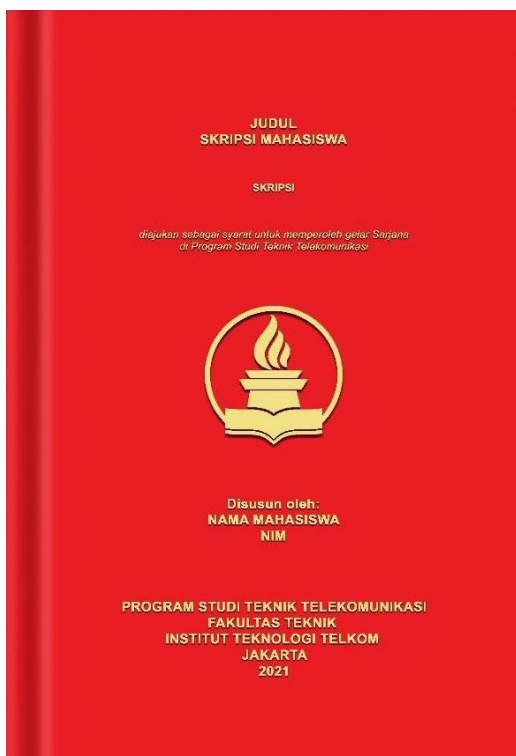 JUDUL
SKRIPSI MAHASISWA
SKRIPSI
diajukan sebagai syarat untuk memperoleh gelar Sarjana
di Program Studi Teknik Telekomunikasi
Disusun oleh:
NAMA MAHASISWA
NIM
PROGRAM STUDI TEKNIK TELEKOMUNIKASI
FAKULTAS TEKNIK
INSTITUT TEKNOLOGI TELKOM
JAKARTA
2021